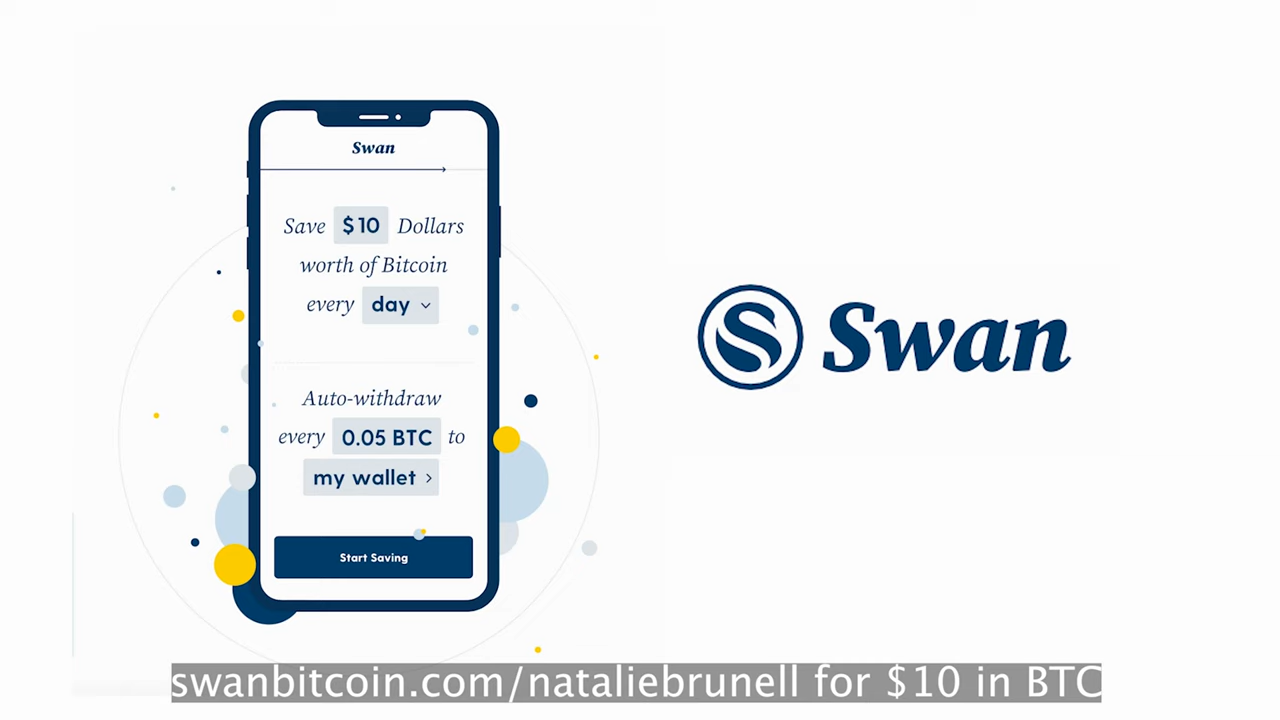 Swan
Save $10 Dollars
worth of Bitcoin
every day
Auto-withdraw
every 0.05 BTC to
my wallet
Start Saving
Swan
swanbitcoin.com/nataliebrunell for $10 in BTC